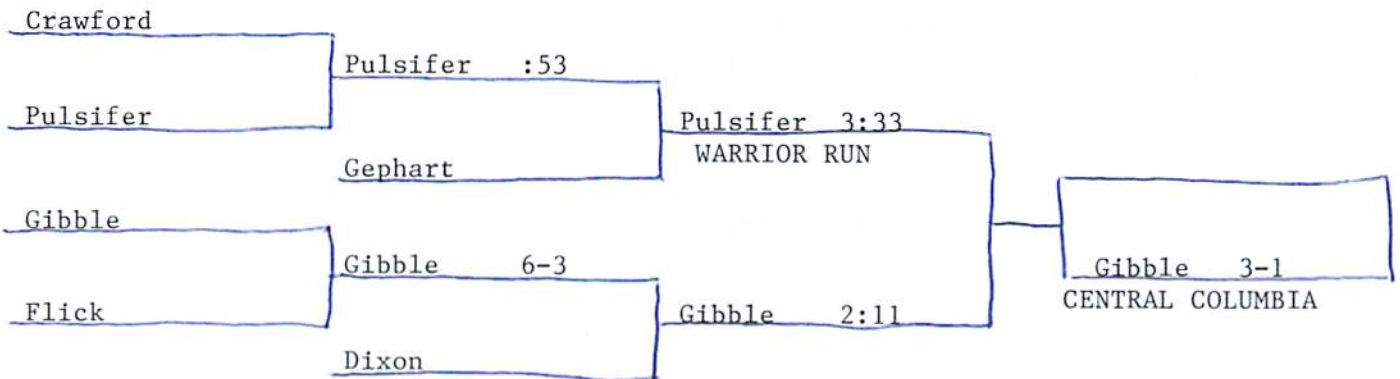 Crawford
Pulsifer :53
Pulsifer
Pulsifer 3:33
WARRIOR RUN
Gephart
Gibble
Gibble 6-3
Gibble 3-1
CENTRAL COLUMBIA
Flick
Gibble 2:11
Dixon